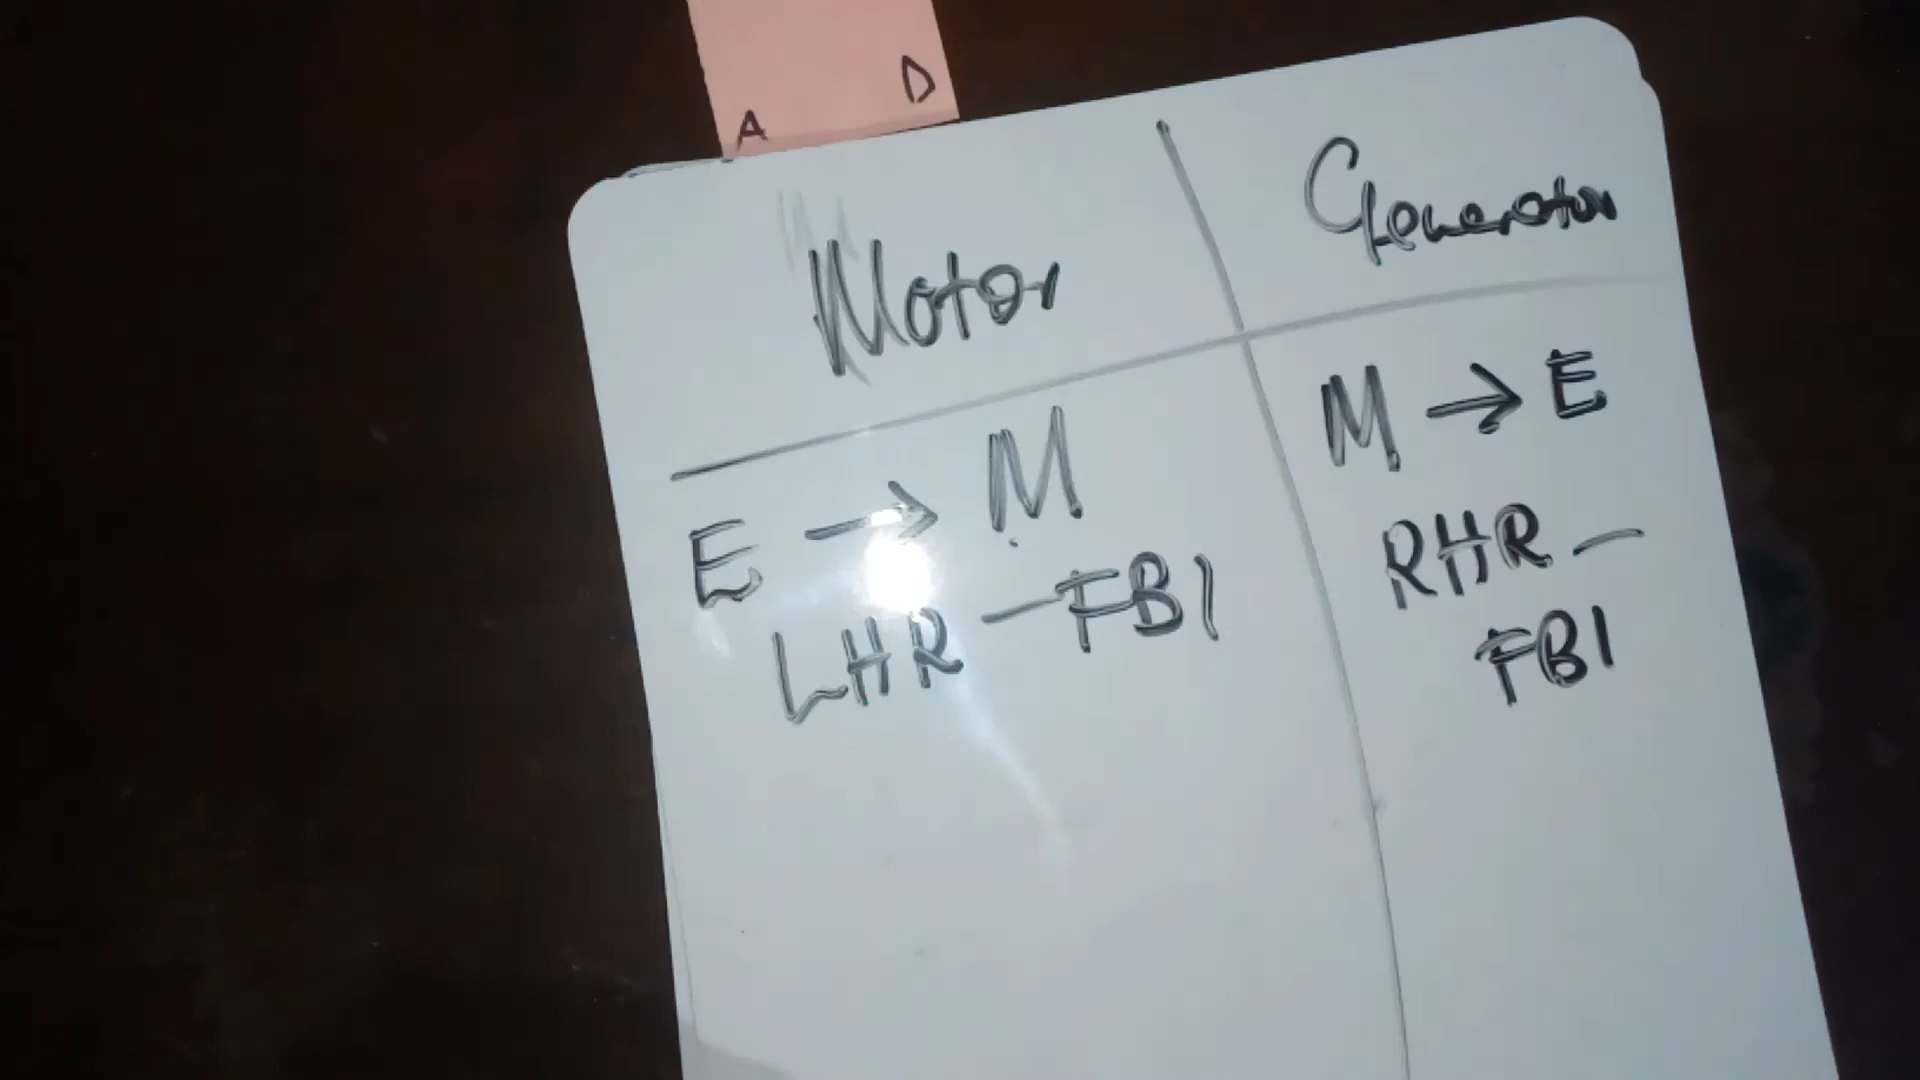 A D
Motor
Generator
E → M
LHR – FBI
M → E
RHR –
FBI